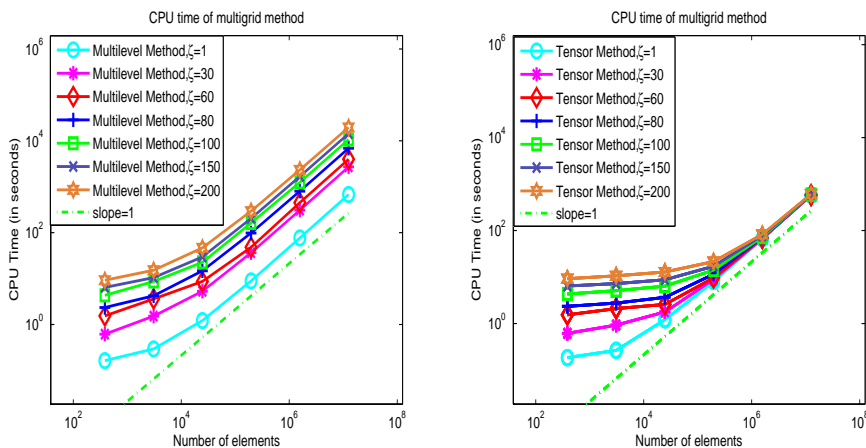 CPU time of multigrid method
10^6
10^4
10^2
10^0
CPU Time (in seconds)
Multilevel Method,ζ=1
Multilevel Method,ζ=30
Multilevel Method,ζ=60
Multilevel Method,ζ=80
Multilevel Method,ζ=100
Multilevel Method,ζ=150
Multilevel Method,ζ=200
slope=1
10^2
10^4
10^6
10^8
Number of elements
CPU time of multigrid method
10^6
10^4
10^2
10^0
CPU Time (in seconds)
Tensor Method,ζ=1
Tensor Method,ζ=30
Tensor Method,ζ=60
Tensor Method,ζ=80
Tensor Method,ζ=100
Tensor Method,ζ=150
Tensor Method,ζ=200
slope=1
10^2
10^4
10^6
10^8
Number of elements